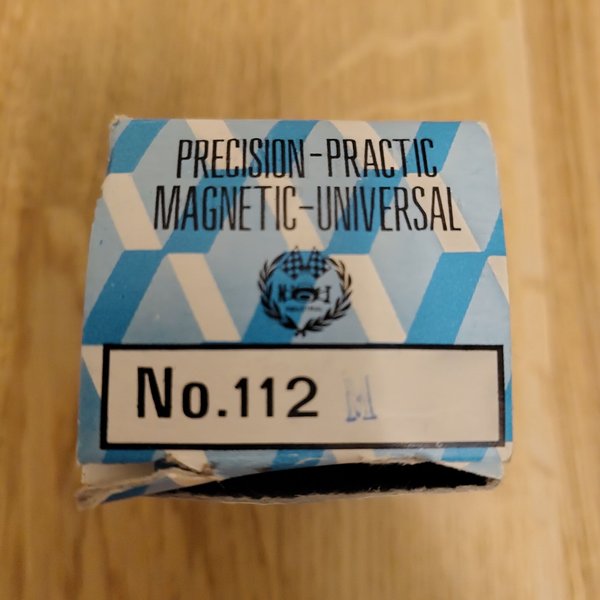 PRECISION-PRACTIC
MAGNETIC-UNIVERSAL
No.112 M